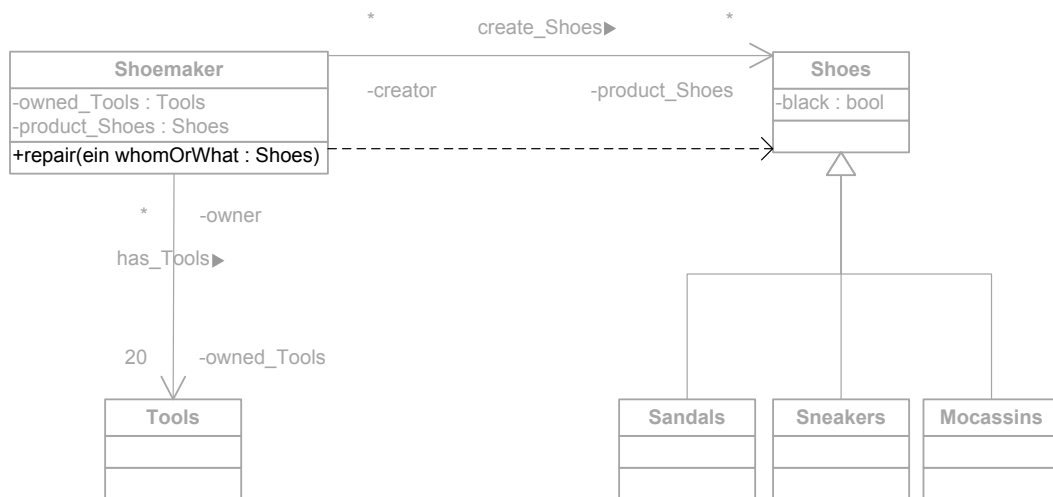 * create_Shoes▶ *
Shoemaker
-owned_Tools : Tools
-product_Shoes : Shoes
+repair(ein whomOrWhat : Shoes)
-creator -product_Shoes
Shoes
-black : bool
* -owner
has_Tools▶
20 -owned_Tools
Tools
Sandals
Sneakers
Mocassins